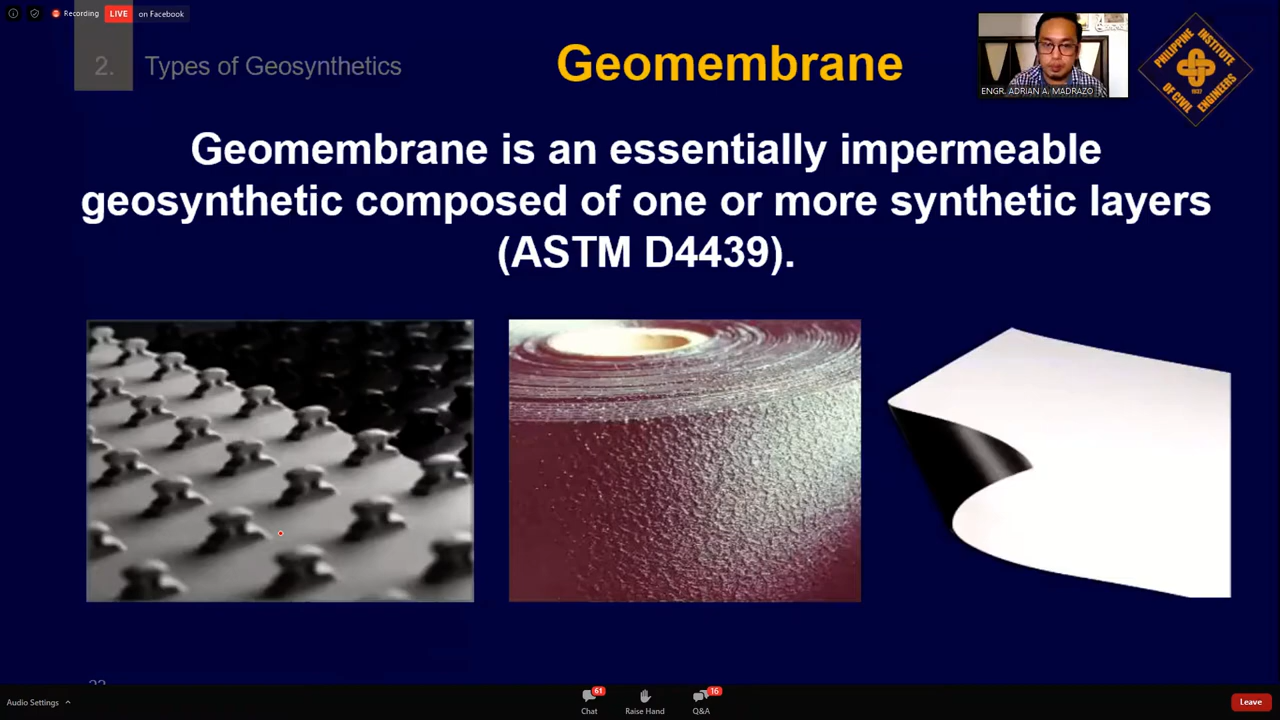 Recording
LIVE
on Facebook
2.
Types of Geosynthetics
Geomembrane
ENGR. ADRIAN A. MADRAZO
PHILIPPINE INSTITUTE
OF CIVIL ENGINEERS
1937
Geomembrane is an essentially impermeable
geosynthetic composed of one or more synthetic layers
(ASTM D4439).
Audio Settings
61
Chat
Raise Hand
16
Q&A
Leave